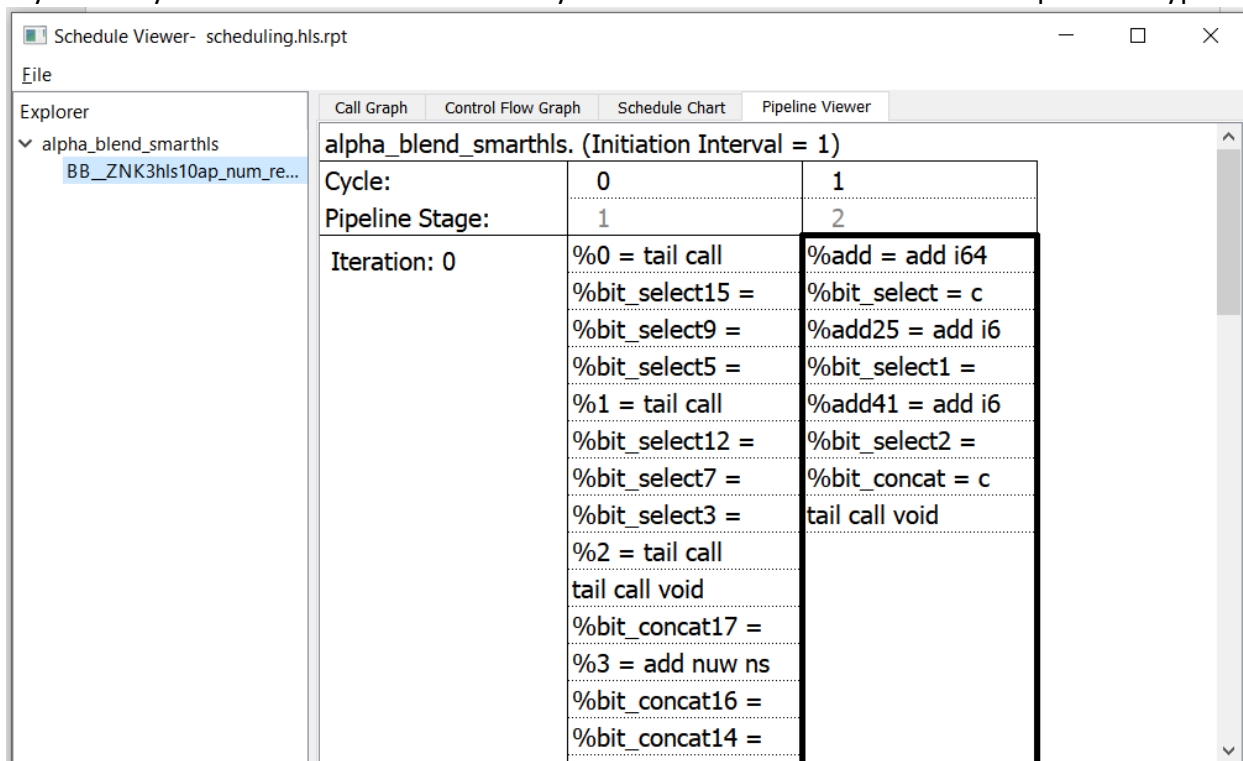 Schedule Viewer-  scheduling.hls.rpt
File
Explorer
alpha_blend_smarthls
BB__ZNK3hls10ap_num_re...
Call Graph
Control Flow Graph
Schedule Chart
Pipeline Viewer
alpha_blend_smarthls. (Initiation Interval = 1)
Cycle: 0 1
Pipeline Stage: 1 2
Iteration: 0 %0 = tail call %add = add i64
%bit_select15 = %bit_select = c
%bit_select9 = %add25 = add i6
%bit_select5 = %bit_select1 =
%1 = tail call %add41 = add i6
%bit_select12 = %bit_select2 =
%bit_select7 = %bit_concat = c
%bit_select3 = tail call void
%2 = tail call
tail call void
%bit_concat17 =
%3 = add nuw ns
%bit_concat16 =
%bit_concat14 =